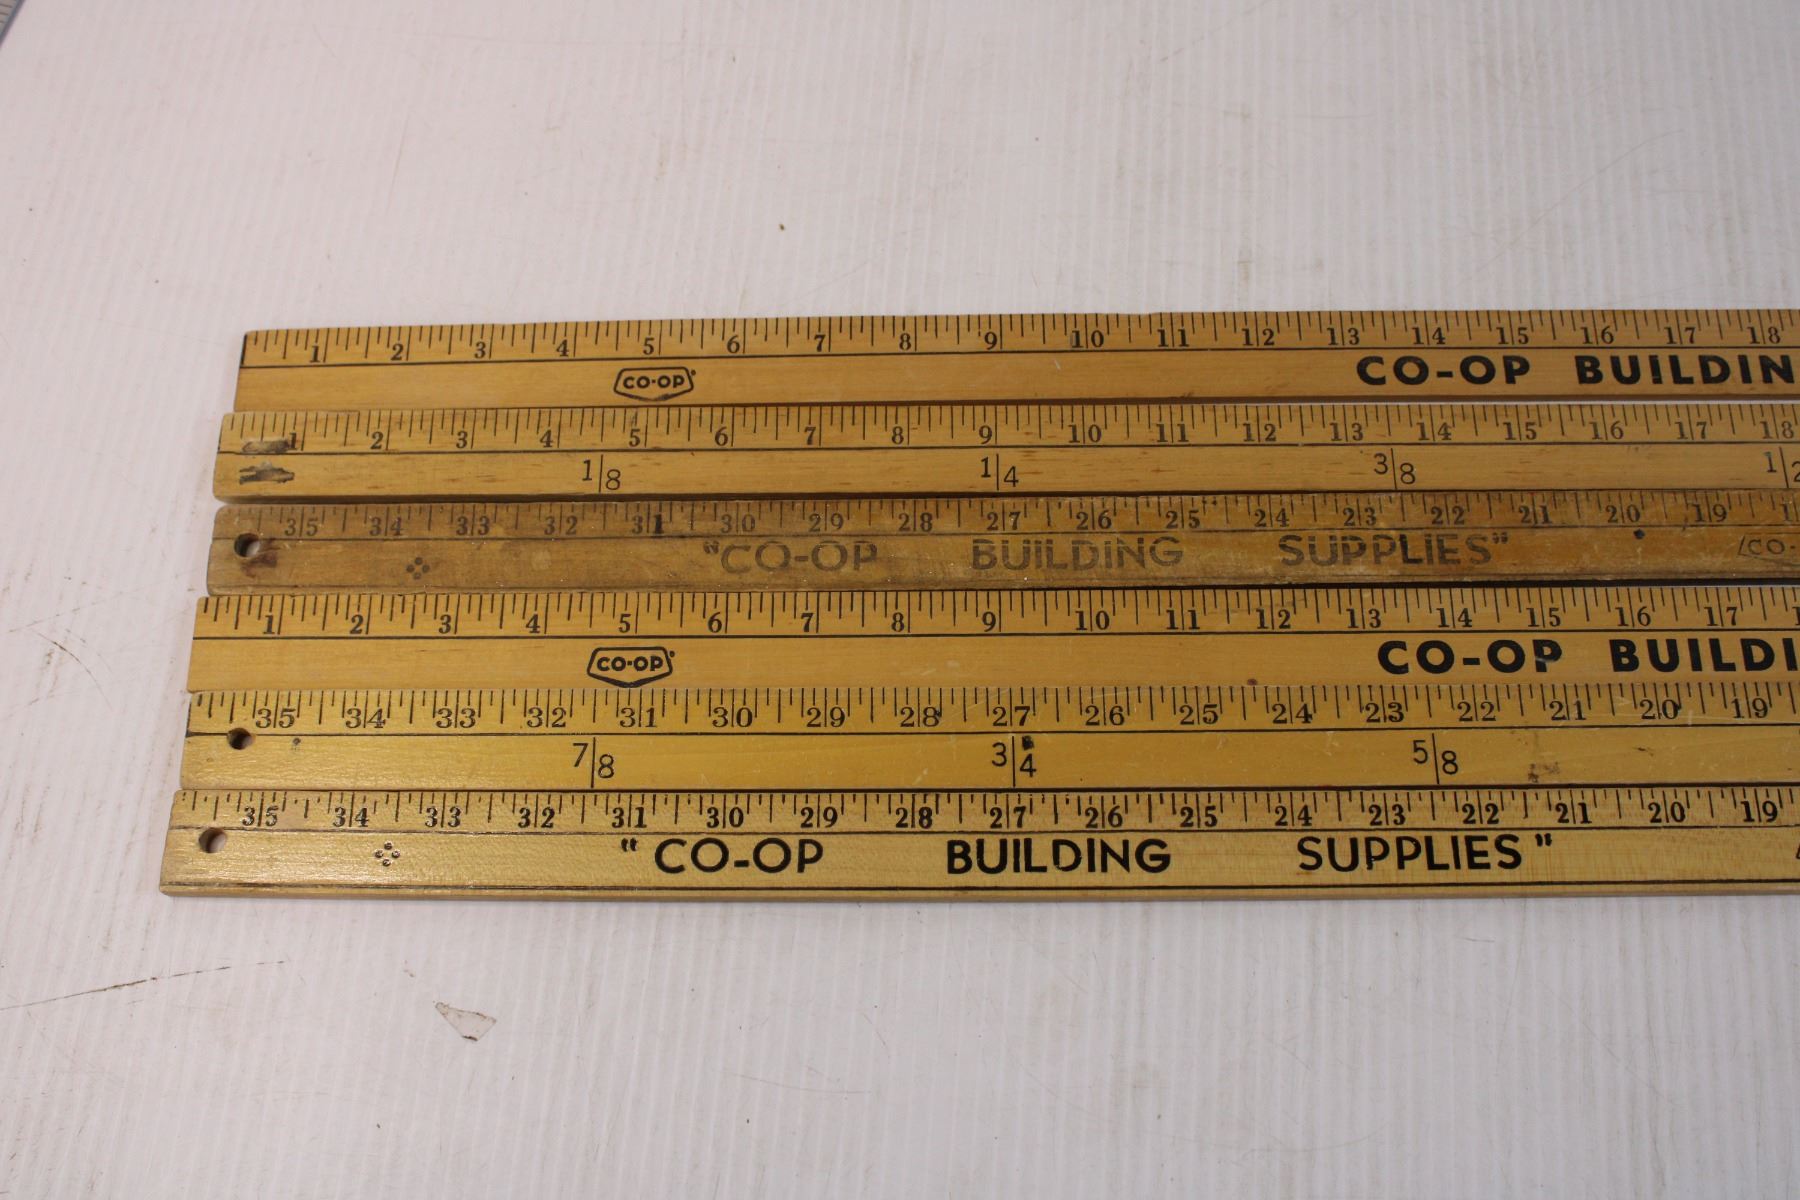 1 2 3 4 5 6 7 8 9 10 11 12 13 14 15 16 17 18
CO-OP CO-OP BUILDIN
1 2 3 4 5 6 7 8 9 10 11 12 13 14 15 16 17 18
1|8 1|4 3|8 1|2
35 34 33 32 31 30 29 28 27 26 25 24 23 22 21 20 19
"CO-OP BUILDING SUPPLIES" CO-
1 2 3 4 5 6 7 8 9 10 11 12 13 14 15 16 17
CO-OP CO-OP BUILDI
35 34 33 32 31 30 29 28 27 26 25 24 23 22 21 20 19
7|8 3|4 5|8
35 34 33 32 31 30 29 28 27 26 25 24 23 22 21 20 19
"CO-OP BUILDING SUPPLIES"